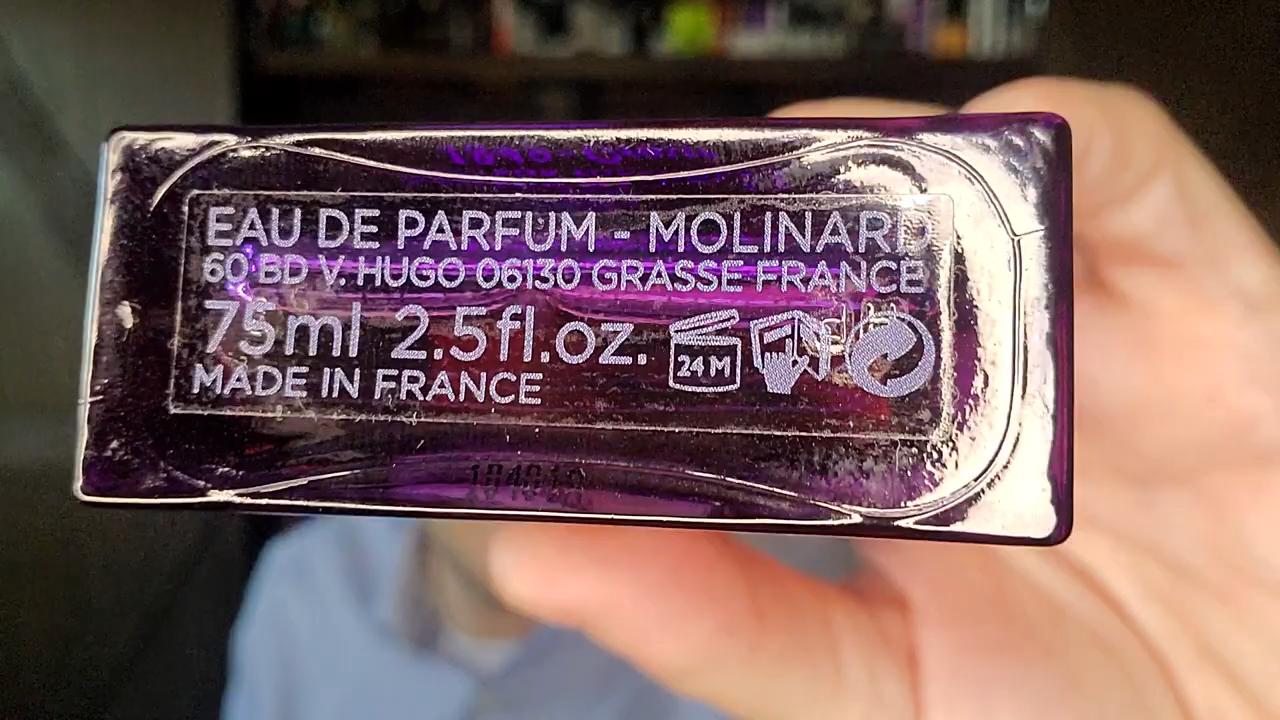 EAU DE PARFUM - MOLINARD
60 BD V. HUGO 06130 GRASSE FRANCE
75ml 2.5fl.oz.
24 M
MADE IN FRANCE